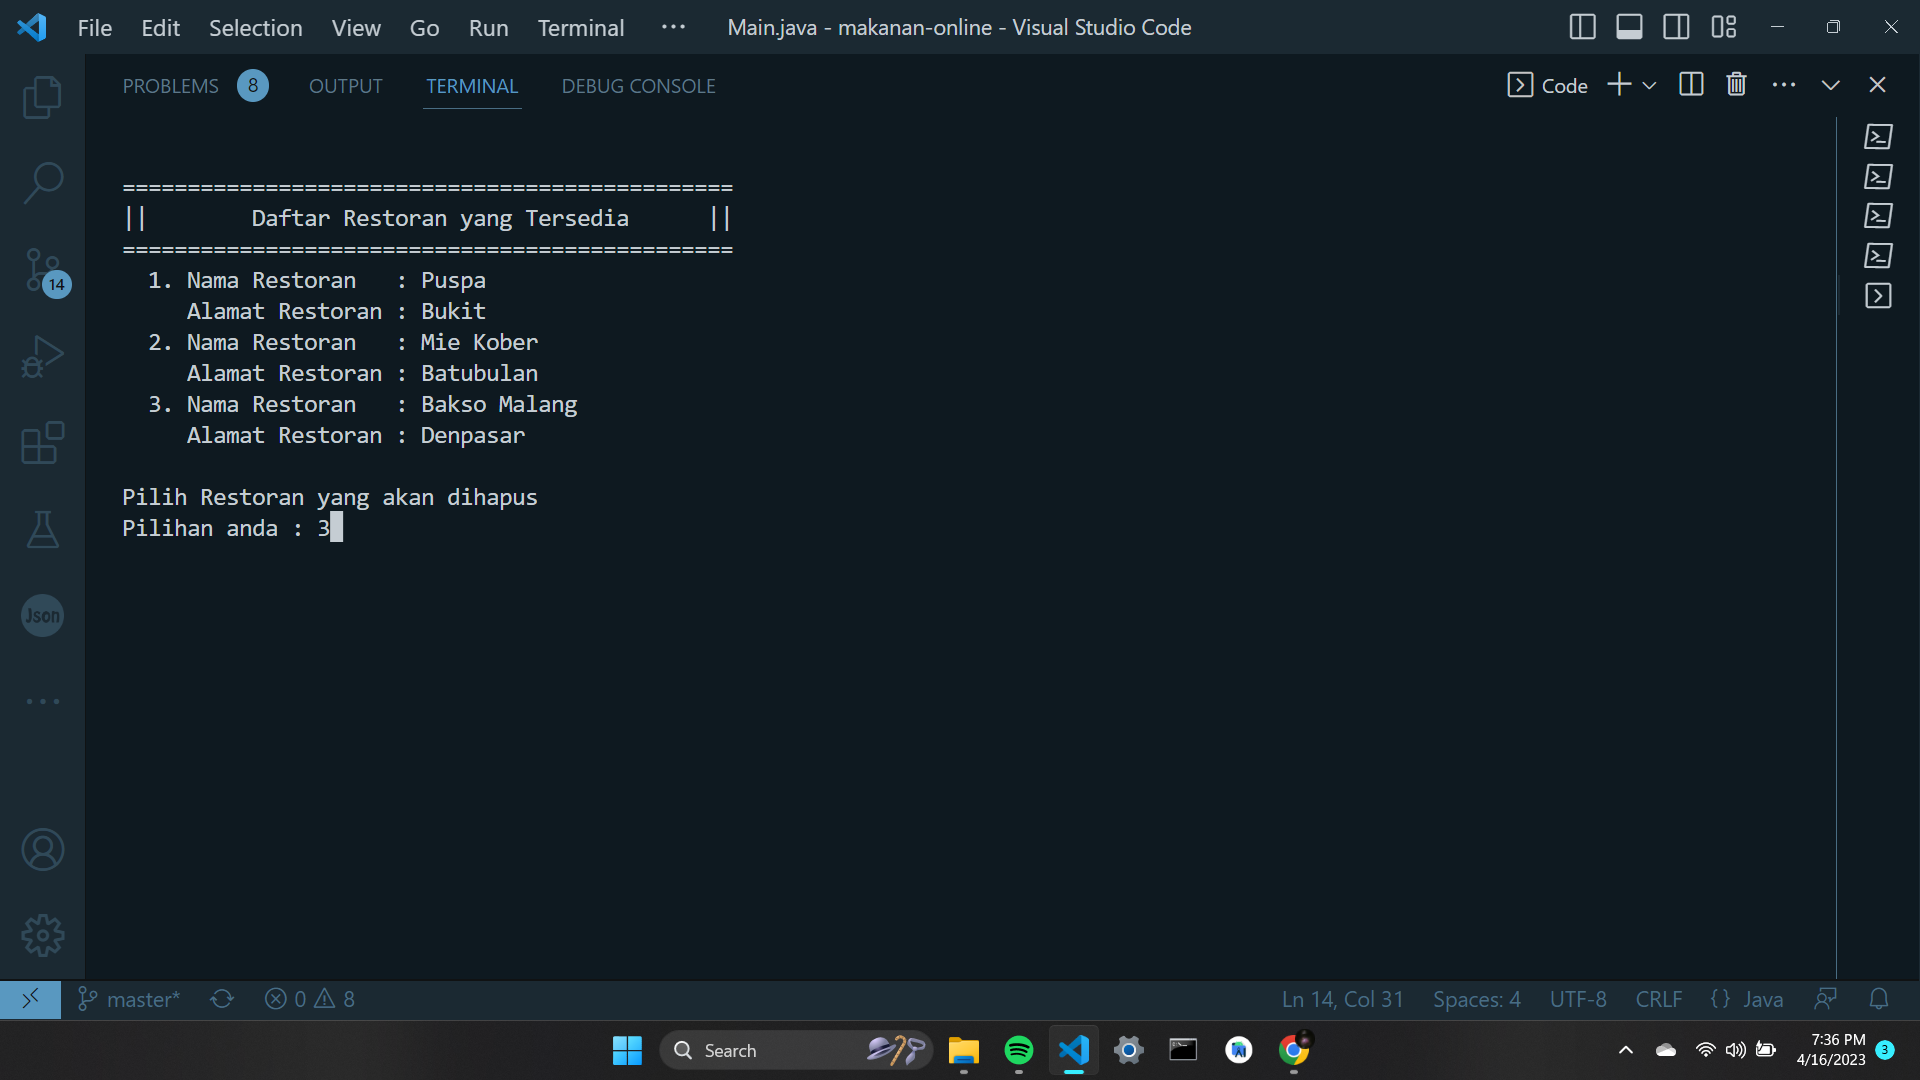 File Edit Selection View Go Run Terminal ··· Main.java - makanan-online - Visual Studio Code
PROBLEMS 8 OUTPUT TERMINAL DEBUG CONSOLE Code
===============================================
||        Daftar Restoran yang Tersedia      ||
===============================================
  1. Nama Restoran   : Puspa
     Alamat Restoran : Bukit
  2. Nama Restoran   : Mie Kober
     Alamat Restoran : Batubulan
  3. Nama Restoran   : Bakso Malang
     Alamat Restoran : Denpasar
Pilih Restoran yang akan dihapus
Pilihan anda : 3
14
Json
master* 0 8 Ln 14, Col 31 Spaces: 4 UTF-8 CRLF {} Java
Search
7:36 PM
4/16/2023 3